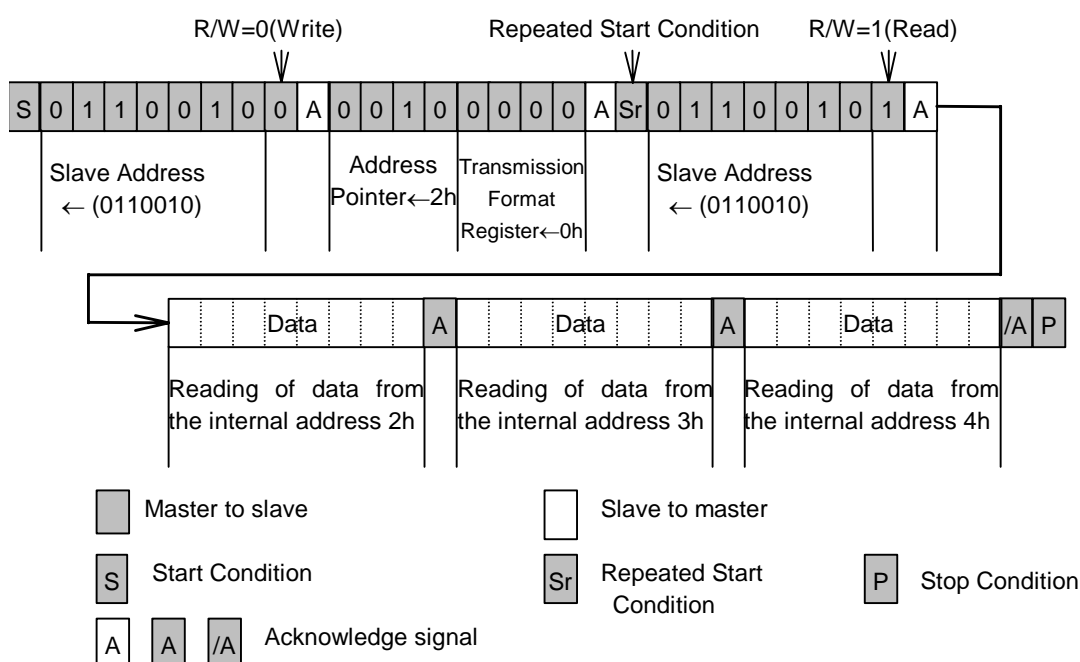 R/W=0(Write) Repeated Start Condition R/W=1(Read)
S 0 1 1 0 0 1 0 0 A 0 0 1 0 0 0 0 0 A Sr 0 1 1 0 0 1 0 1 A
Slave Address
← (0110010)
Address
Pointer←2h
Transmission
Format
Register←0h
Slave Address
← (0110010)
Data A Data A Data /A P
Reading of data from
the internal address 2h
Reading of data from
the internal address 3h
Reading of data from
the internal address 4h
Master to slave
Slave to master
S Start Condition
Sr Repeated Start
Condition
P Stop Condition
A A /A Acknowledge signal